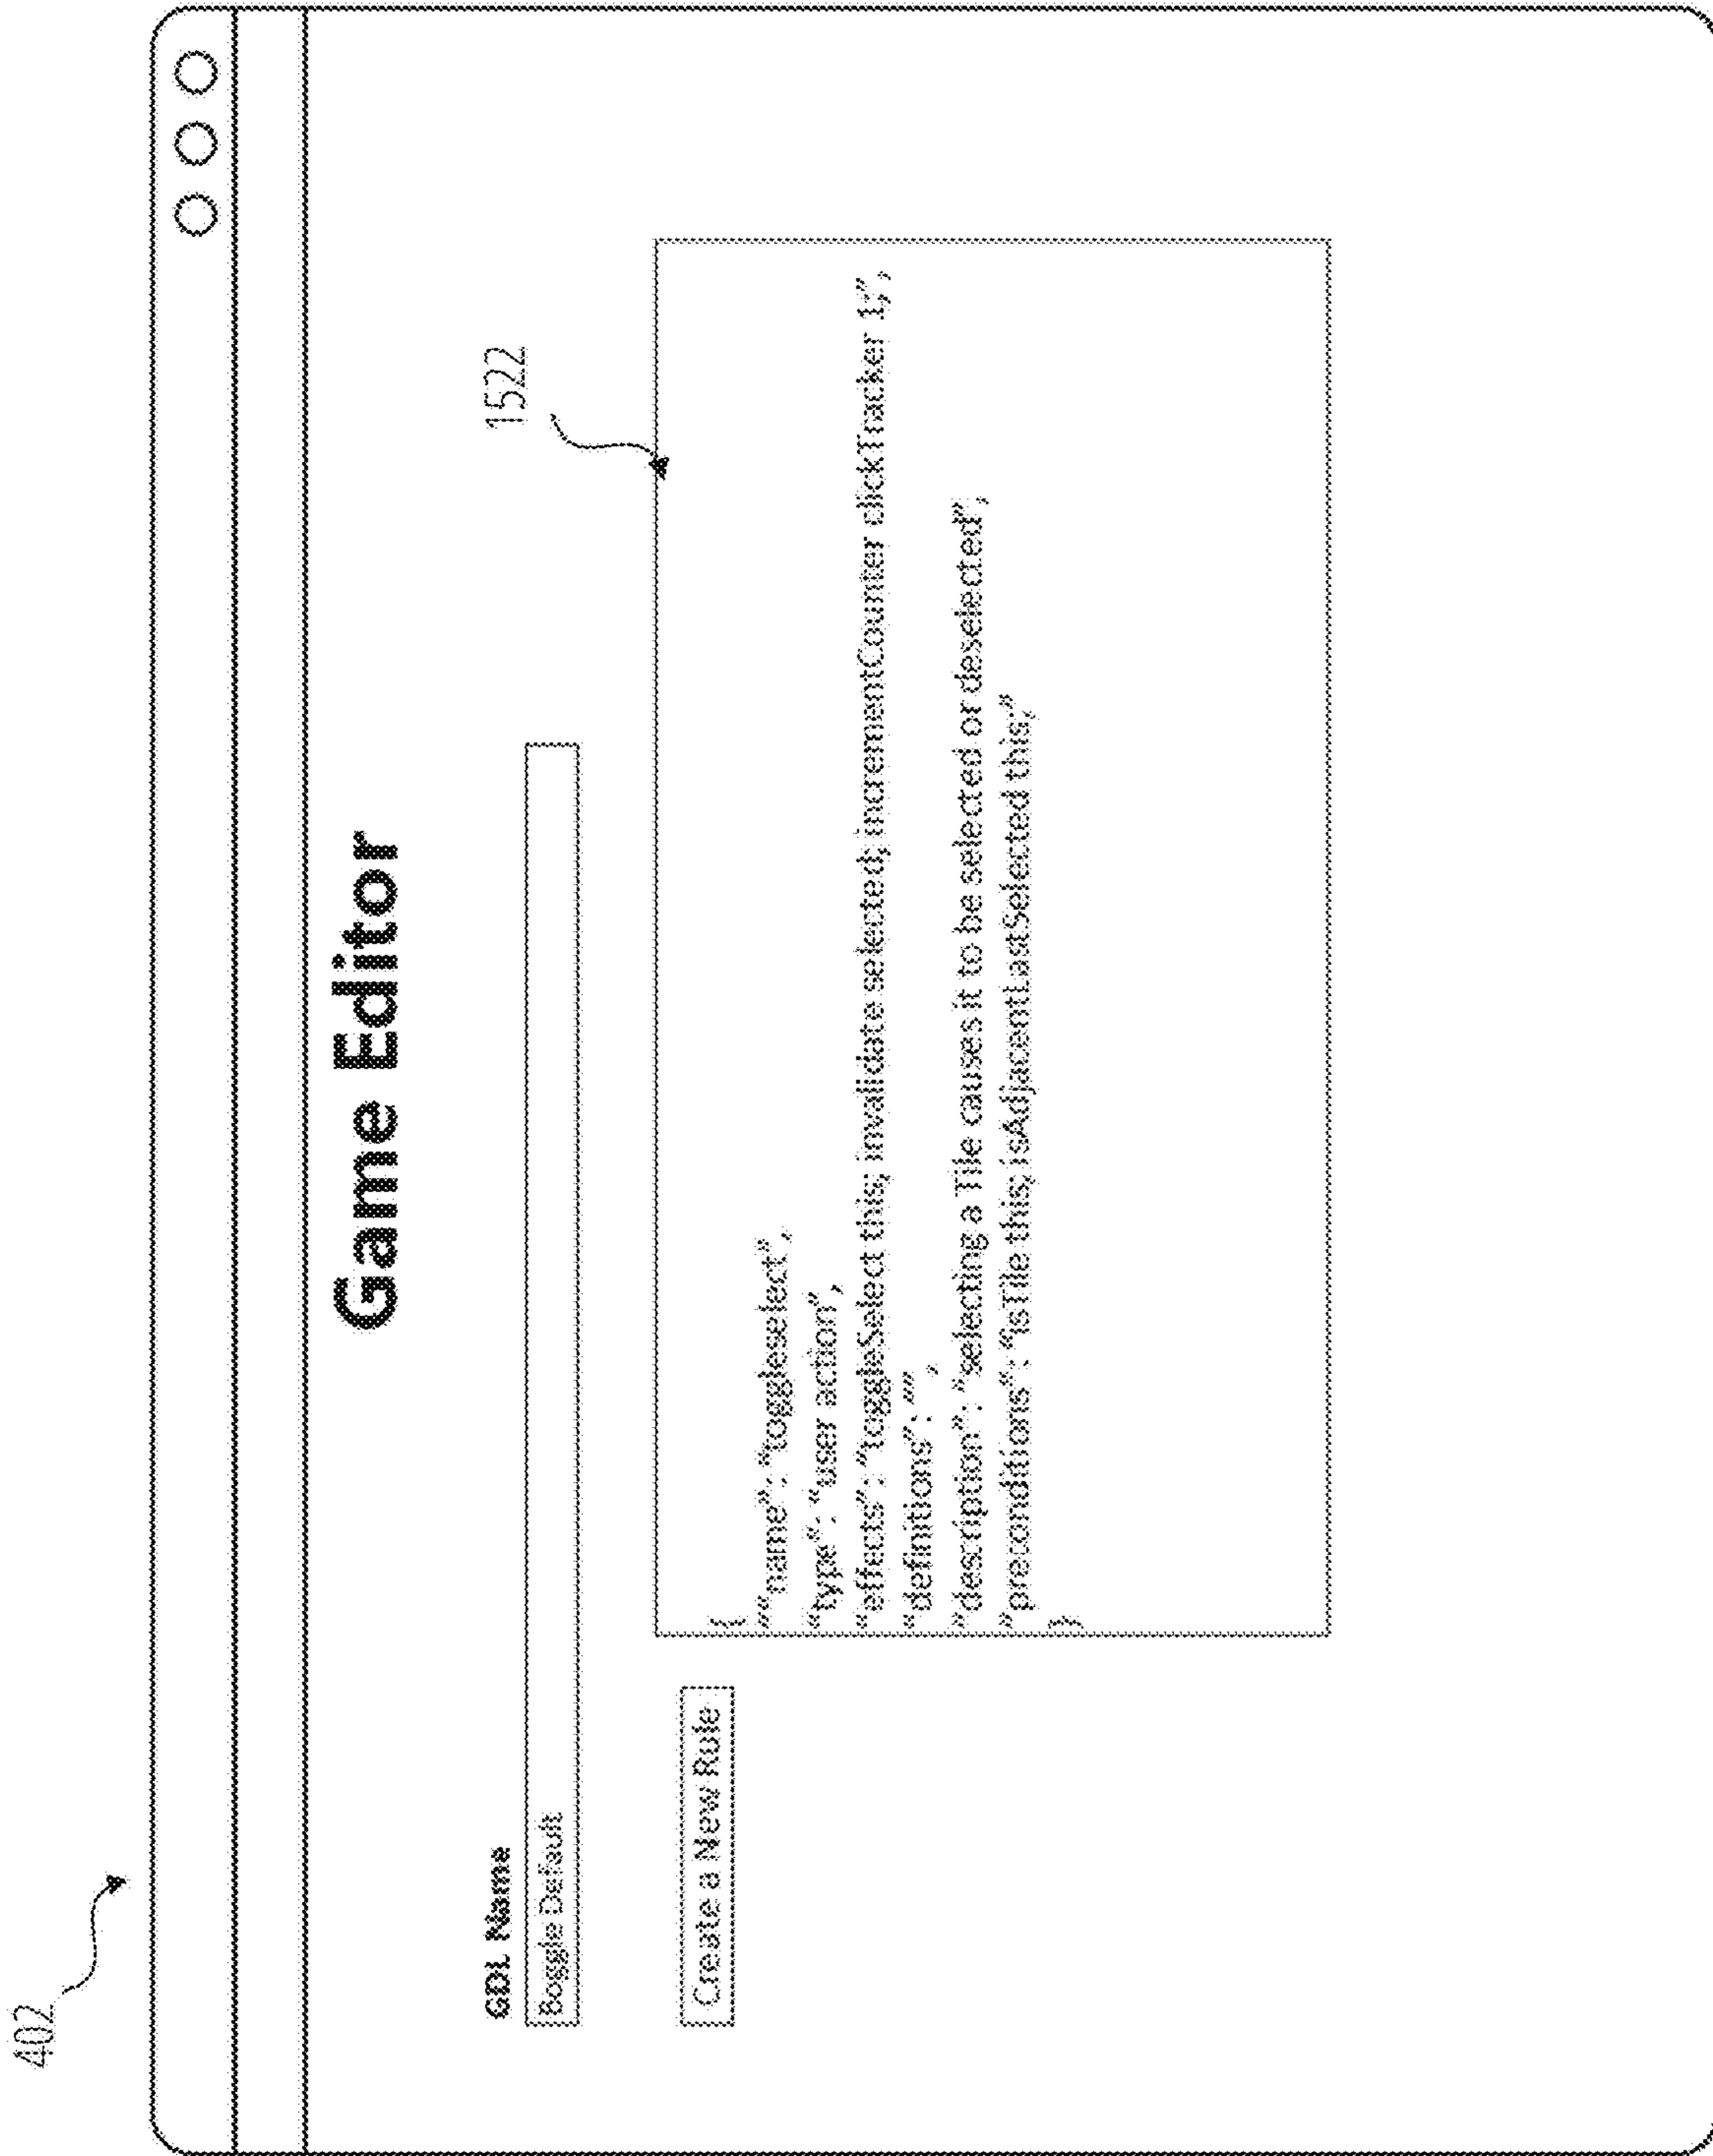 402
Game Editor
GDL Name
Boggle Default
1522
Create a New Rule
{
““name”: “toggleselect”,
“type”: “user action”,
“effects”: “toggleSelect this; invalidate selected; incrementCounter clickTracker 1;”,
“definitions”: “”,
“description”: “selecting a Tile causes it to be selected or deselected”,
“preconditions”: “isTile this; isAdjacentLastSelected this;”
}